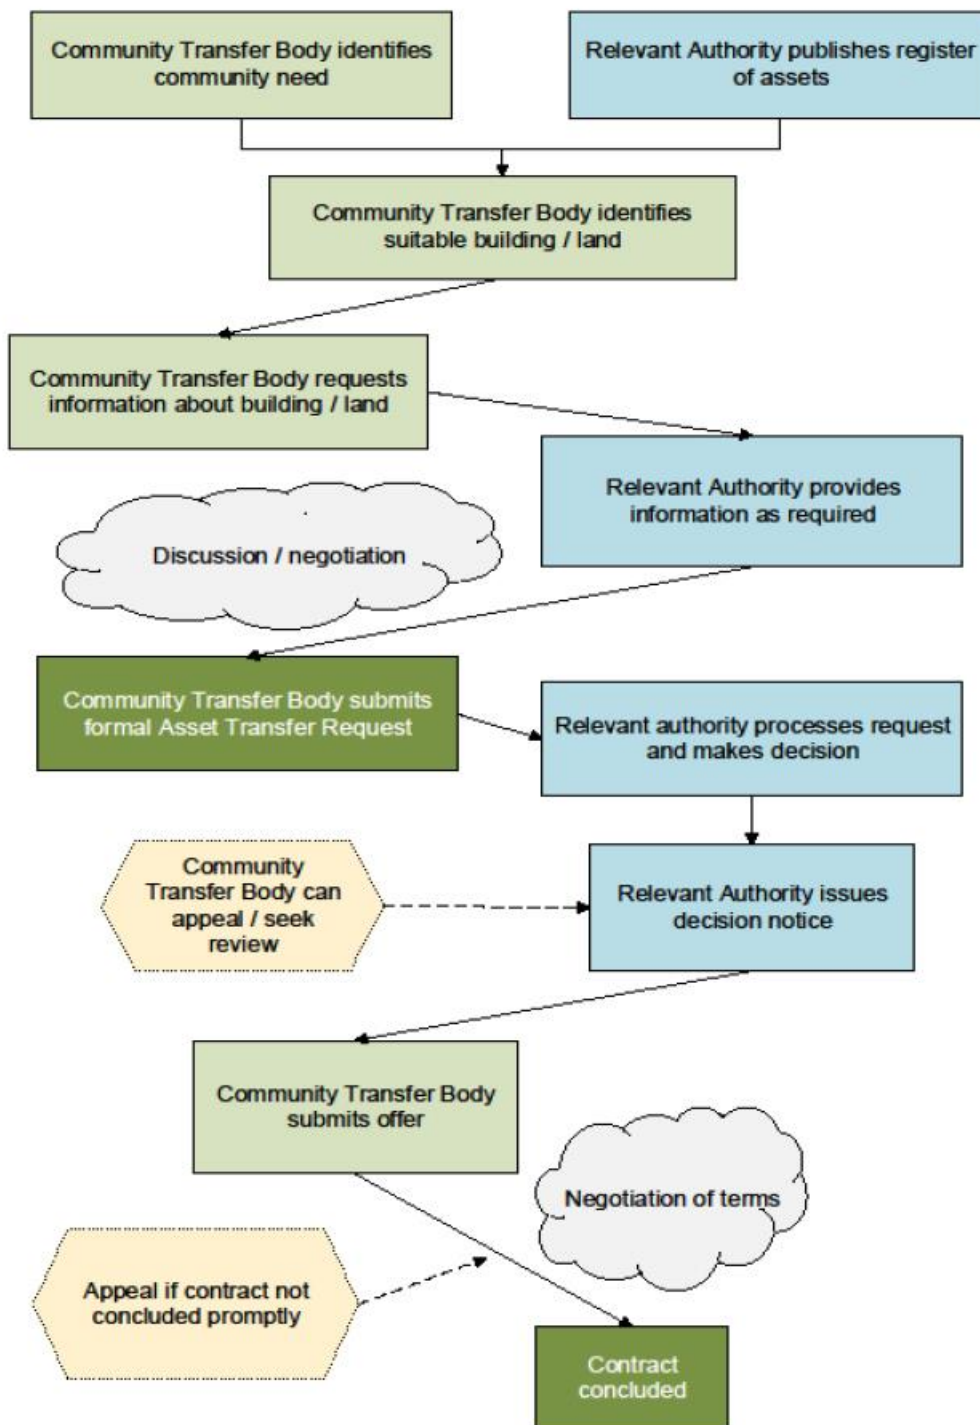 Community Transfer Body identifies
community need
Relevant Authority publishes register
of assets
Community Transfer Body identifies
suitable building / land
Community Transfer Body requests
information about building / land
Relevant Authority provides
information as required
Discussion / negotiation
Community Transfer Body submits
formal Asset Transfer Request
Relevant authority processes request
and makes decision
Community
Transfer Body can
appeal / seek
review
Relevant Authority issues
decision notice
Community Transfer Body
submits offer
Negotiation of terms
Appeal if contract not
concluded promptly
Contract
concluded